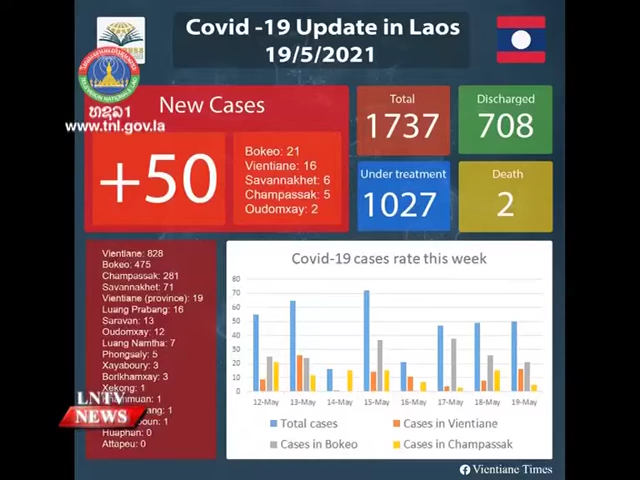 Covid -19 Update in Laos
19/5/2021
ທຊລ1
www.tnl.gov.la
New Cases
+50
Bokeo: 21
Vientiane: 16
Savannakhet: 6
Champassak: 5
Oudomxay: 2
Total
1737
Discharged
708
Under treatment
1027
Death
2
Vientiane: 828
Bokeo: 475
Champasak: 281
Savanakhet: 71
Vientiane (province): 19
Luang Prabang: 16
Saravan: 13
Oudomxay: 12
Luang Namtha: 7
Phongsaly: 5
Xayaboury: 3
Borlkhamxay: 3
Xekong: 1
Huaphan: 0
Attapeu: 0
LNTV
NEWS
Covid-19 cases rate this week
80
70
60
50
40
30
20
10
0
12-May 13-May 14-May 15-May 16-May 17-May 18-May 19-May
Total cases Cases in Vientiane
Cases in Bokeo Cases in Champassak
Vientiane Times